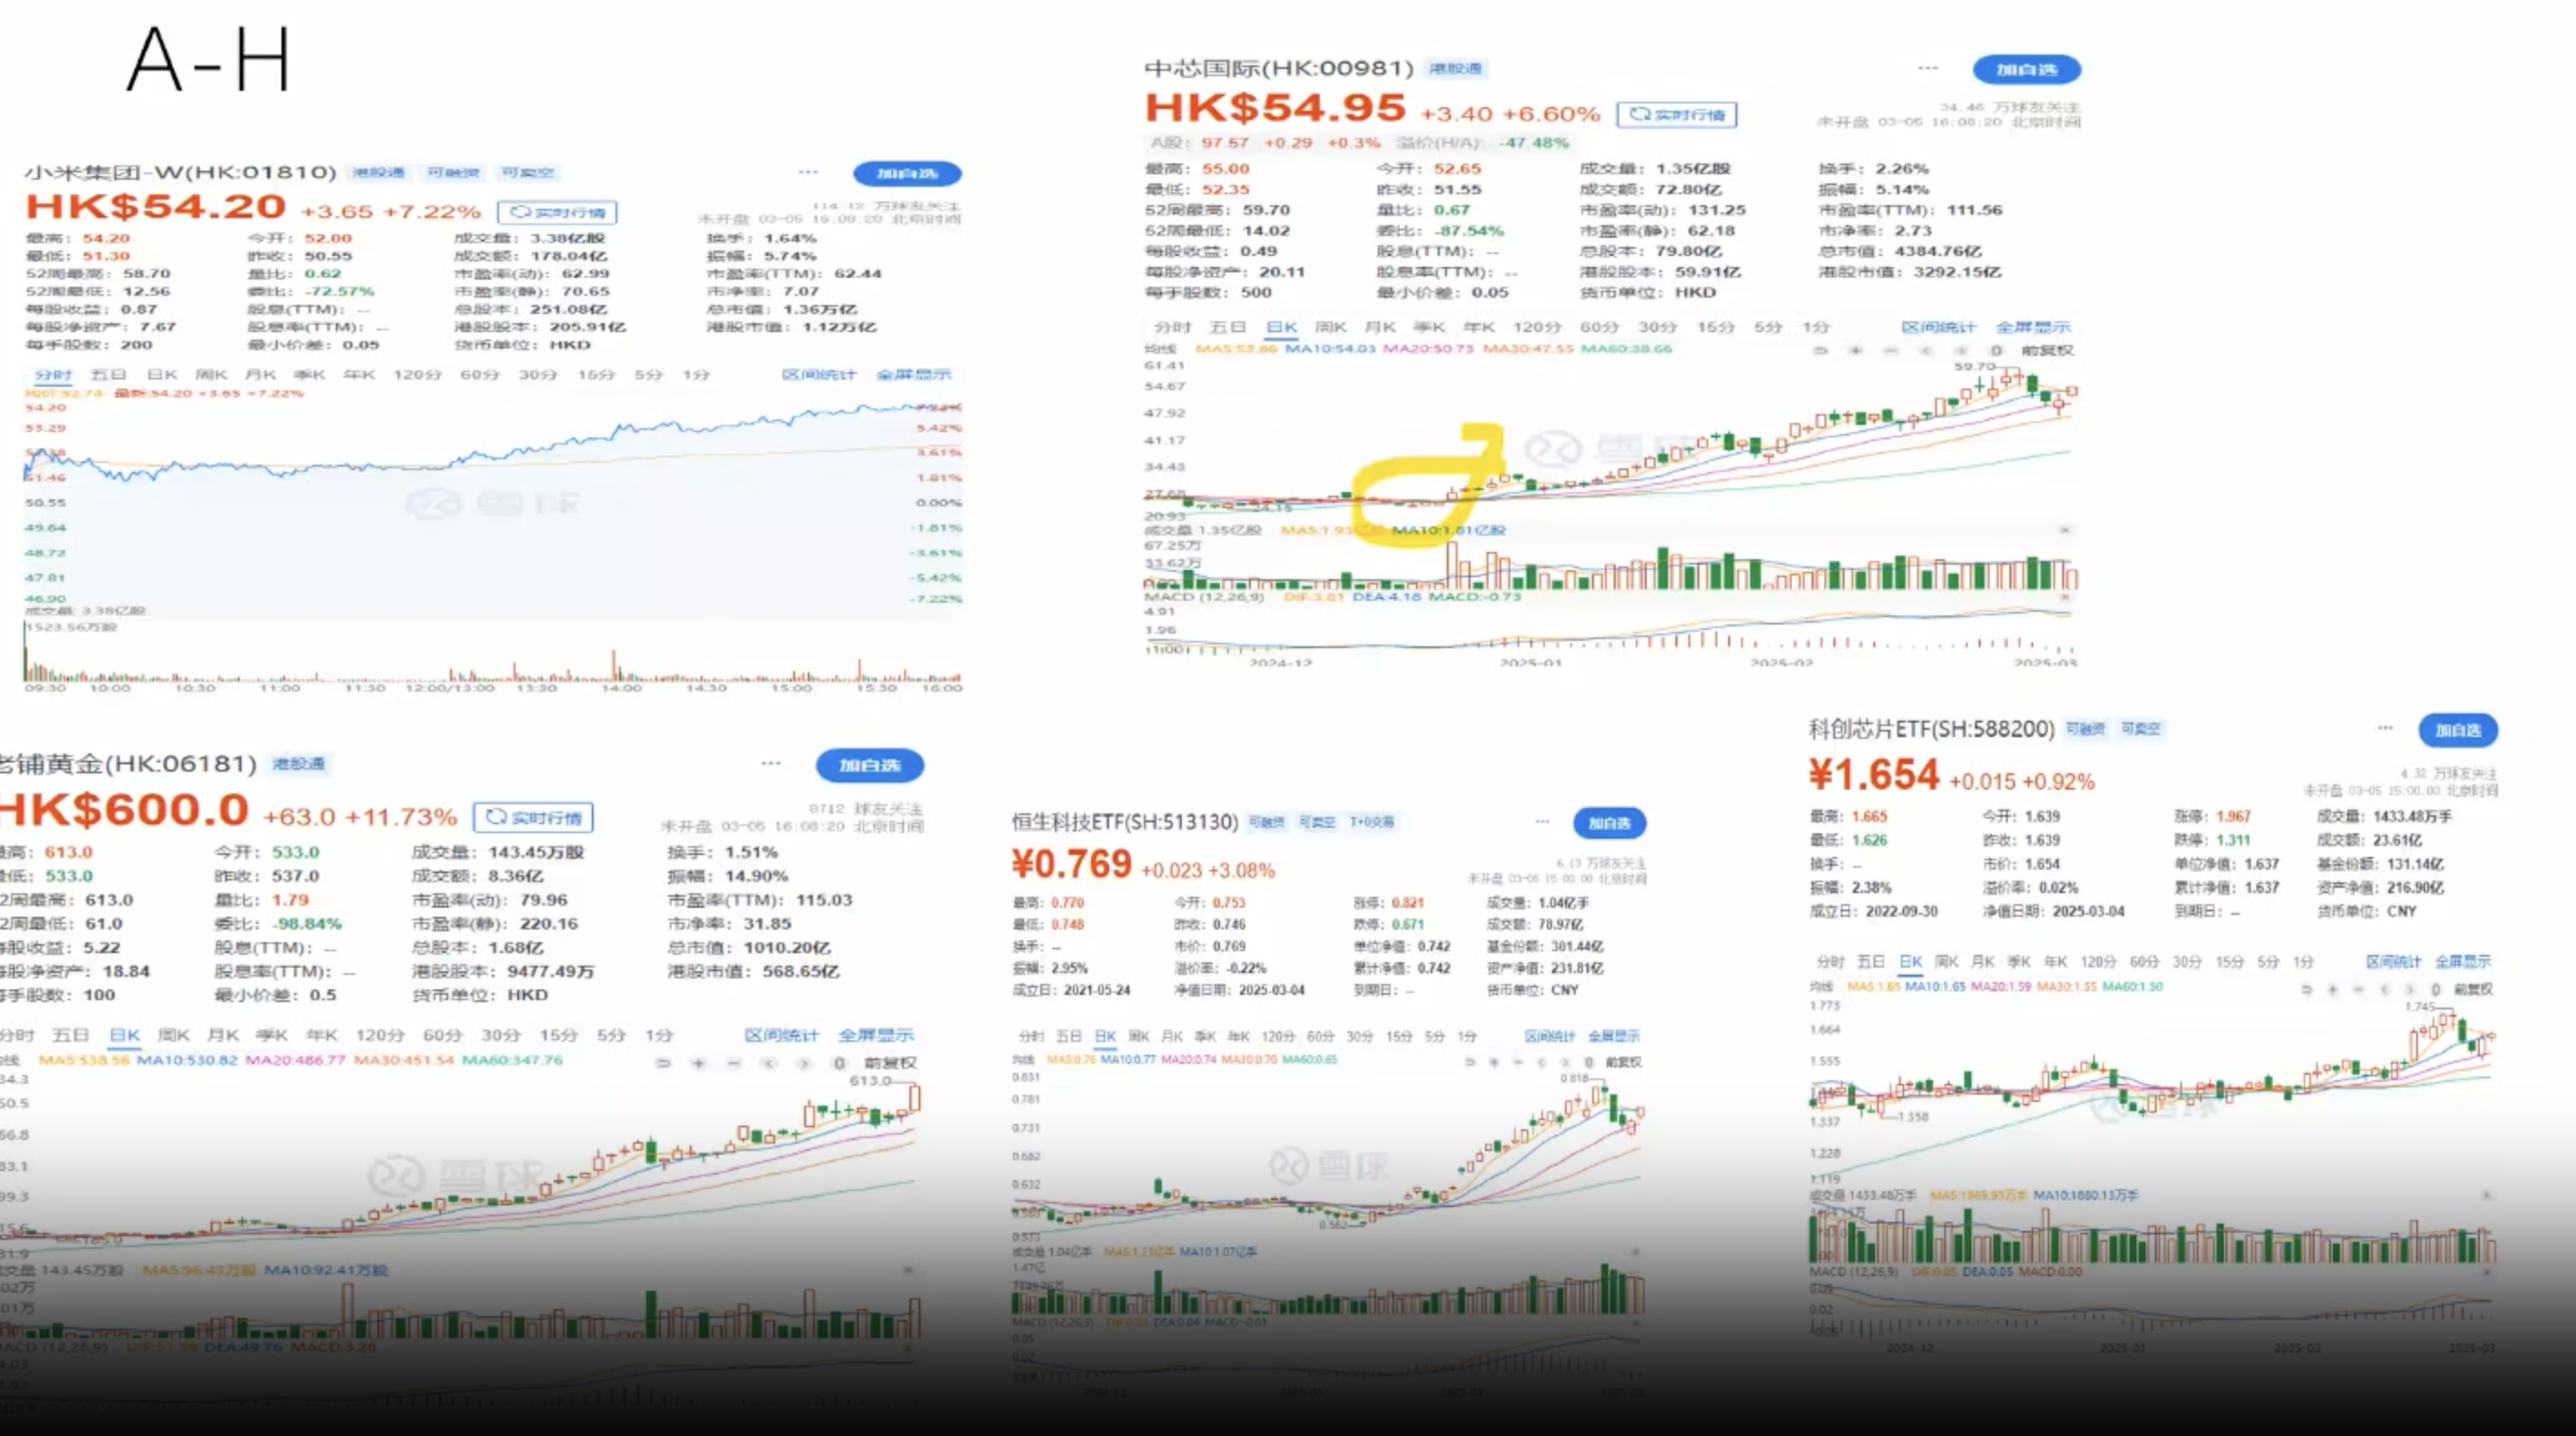 A-H
小米集团-W(HK:01810) 港股通 可融资 可卖空 ··· 加自选
HK$54.20 +3.65 +7.22% 实时行情
114.12 万球友关注
未开盘 03-05 16:08:20 北京时间
最高: 54.20 今开: 52.00 成交量: 3.38亿股 换手: 1.64%
最低: 51.30 昨收: 50.55 成交额: 178.04亿 振幅: 5.74%
52周最高: 58.70 量比: 0.62 市盈率(动): 62.99 市盈率(TTM): 62.44
52周最低: 12.56 委比: -72.57% 市盈率(静): 70.65 市净率: 7.07
每股收益: 0.87 股息(TTM): -- 总股本: 251.08亿 总市值: 1.36万亿
每股净资产: 7.67 股息率(TTM): -- 港股股本: 205.91亿 港股市值: 1.12万亿
每手股数: 200 最小价差: 0.05 货币单位: HKD
分时 五日 日K 周K 月K 季K 年K 120分 60分 30分 15分 5分 1分 区间统计 全屏显示
最新:54.20 +3.65 +7.22%
54.20
53.29 5.42%
3.61%
51.46 1.81%
50.55 0.00%
49.64 -1.81%
48.72 -3.61%
47.81 -5.42%
46.90 -7.22%
雪球
成交量: 3.38亿股
1523.56万股
09:30 10:00 10:30 11:00 11:30 12:00/13:00 13:30 14:00 14:30 15:00 15:30 16:00
中芯国际(HK:00981) 港股通 ··· 加自选
HK$54.95 +3.40 +6.60% 实时行情
34.46 万球友关注
未开盘 03-05 16:08:20 北京时间
A股: 97.57 +0.29 +0.3% 溢价(H/A): -47.48%
最高: 55.00 今开: 52.65 成交量: 1.35亿股 换手: 2.26%
最低: 52.35 昨收: 51.55 成交额: 72.80亿 振幅: 5.14%
52周最高: 59.70 量比: 0.67 市盈率(动): 131.25 市盈率(TTM): 111.56
52周最低: 14.02 委比: -87.54% 市盈率(静): 62.18 市净率: 2.73
每股收益: 0.49 股息(TTM): -- 总股本: 79.80亿 总市值: 4384.76亿
每股净资产: 20.11 股息率(TTM): -- 港股股本: 59.91亿 港股市值: 3292.15亿
每手股数: 500 最小价差: 0.05 货币单位: HKD
分时 五日 日K 周K 月K 季K 年K 120分 60分 30分 15分 5分 1分 区间统计 全屏显示
均线 MA5:53.86 MA10:54.03 MA20:50.73 MA30:47.55 MA60:38.66 前复权
61.41
59.70
54.67
47.92
41.17
34.43
27.68
24.15
20.93
成交量 1.35亿股 MA10:1.81亿股
67.25万
33.62万
MACD (12,26,9) DIF:3.81 DEA:4.18 MACD:-0.73
4.91
1.96
2024-12 2025-01 2025-02 2025-03
老铺黄金(HK:06181) 港股通 ··· 加自选
HK$600.0 +63.0 +11.73% 实时行情
8712 球友关注
未开盘 03-05 16:08:20 北京时间
最高: 613.0 今开: 533.0 成交量: 143.45万股 换手: 1.51%
最低: 533.0 昨收: 537.0 成交额: 8.36亿 振幅: 14.90%
2周最高: 613.0 量比: 1.79 市盈率(动): 79.96 市盈率(TTM): 115.03
2周最低: 61.0 委比: -98.84% 市盈率(静): 220.16 市净率: 31.85
每股收益: 5.22 股息(TTM): -- 总股本: 1.68亿 总市值: 1010.20亿
每股净资产: 18.84 股息率(TTM): -- 港股股本: 9477.49万 港股市值: 568.65亿
每手股数: 100 最小价差: 0.5 货币单位: HKD
分时 五日 日K 周K 月K 季K 年K 120分 60分 30分 15分 5分 1分 区间统计 全屏显示
线 MA5:538.56 MA10:530.82 MA20:486.77 MA30:451.54 MA60:347.76 前复权
34.3
613.0
50.5
56.8
83.1
99.3
15.6
31.9
雪球
交量 143.45万股 MA5:96.43万股 MA10:92.41万股
02万
01万
MACD (12,26,9) DEA:49.76 MACD:3.26
恒生科技ETF(SH:513130) 可融资 可卖空 T+0交易 ··· 加自选
¥0.769 +0.023 +3.08%
6.13 万球友关注
未开盘 03-05 15:00:00 北京时间
最高: 0.770 今开: 0.753 涨停: 0.821 成交量: 1.04亿手
最低: 0.748 昨收: 0.746 跌停: 0.671 成交额: 78.97亿
换手: -- 市价: 0.769 单位净值: 0.742 基金份额: 301.44亿
振幅: 2.95% 溢价率: -0.22% 累计净值: 0.742 资产净值: 231.81亿
成立日: 2021-05-24 净值日期: 2025-03-04 到期日: -- 货币单位: CNY
分时 五日 日K 周K 月K 季K 年K 120分 60分 30分 15分 5分 1分 区间统计 全屏显示
均线 MA5:0.76 MA10:0.77 MA20:0.74 MA30:0.70 MA60:0.65 前复权
0.831
0.818
0.781
0.731
0.682
0.632
0.562
0.533
雪球
成交量 1.04亿手 MA5:1.21亿手 MA10:1.07亿手
1.47亿
MACD (12,26,9) DEA:0.04 MACD:-0.01
0.05
0.02
科创芯片ETF(SH:588200) 可融资 可卖空 ··· 加自选
¥1.654 +0.015 +0.92%
4.32 万球友关注
未开盘 03-05 15:00:00 北京时间
最高: 1.665 今开: 1.639 涨停: 1.967 成交量: 1433.48万手
最低: 1.626 昨收: 1.639 跌停: 1.311 成交额: 23.61亿
换手: -- 市价: 1.654 单位净值: 1.637 基金份额: 131.14亿
振幅: 2.38% 溢价率: 0.02% 累计净值: 1.637 资产净值: 216.90亿
成立日: 2022-09-30 净值日期: 2025-03-04 到期日: -- 货币单位: CNY
分时 五日 日K 周K 月K 季K 年K 120分 60分 30分 15分 5分 1分 区间统计 全屏显示
均线 MA5:1.65 MA10:1.65 MA20:1.59 MA30:1.55 MA60:1.50 前复权
1.773
1.745
1.664
1.555
1.358
1.337
1.228
1.119
成交量 1433.48万手 MA5:1869.93万手 MA10:1880.13万手
MACD (12,26,9) DIF:0.05 DEA:0.05 MACD:0.00
0.09
0.02
2024-12 2025-01 2025-02 2025-03